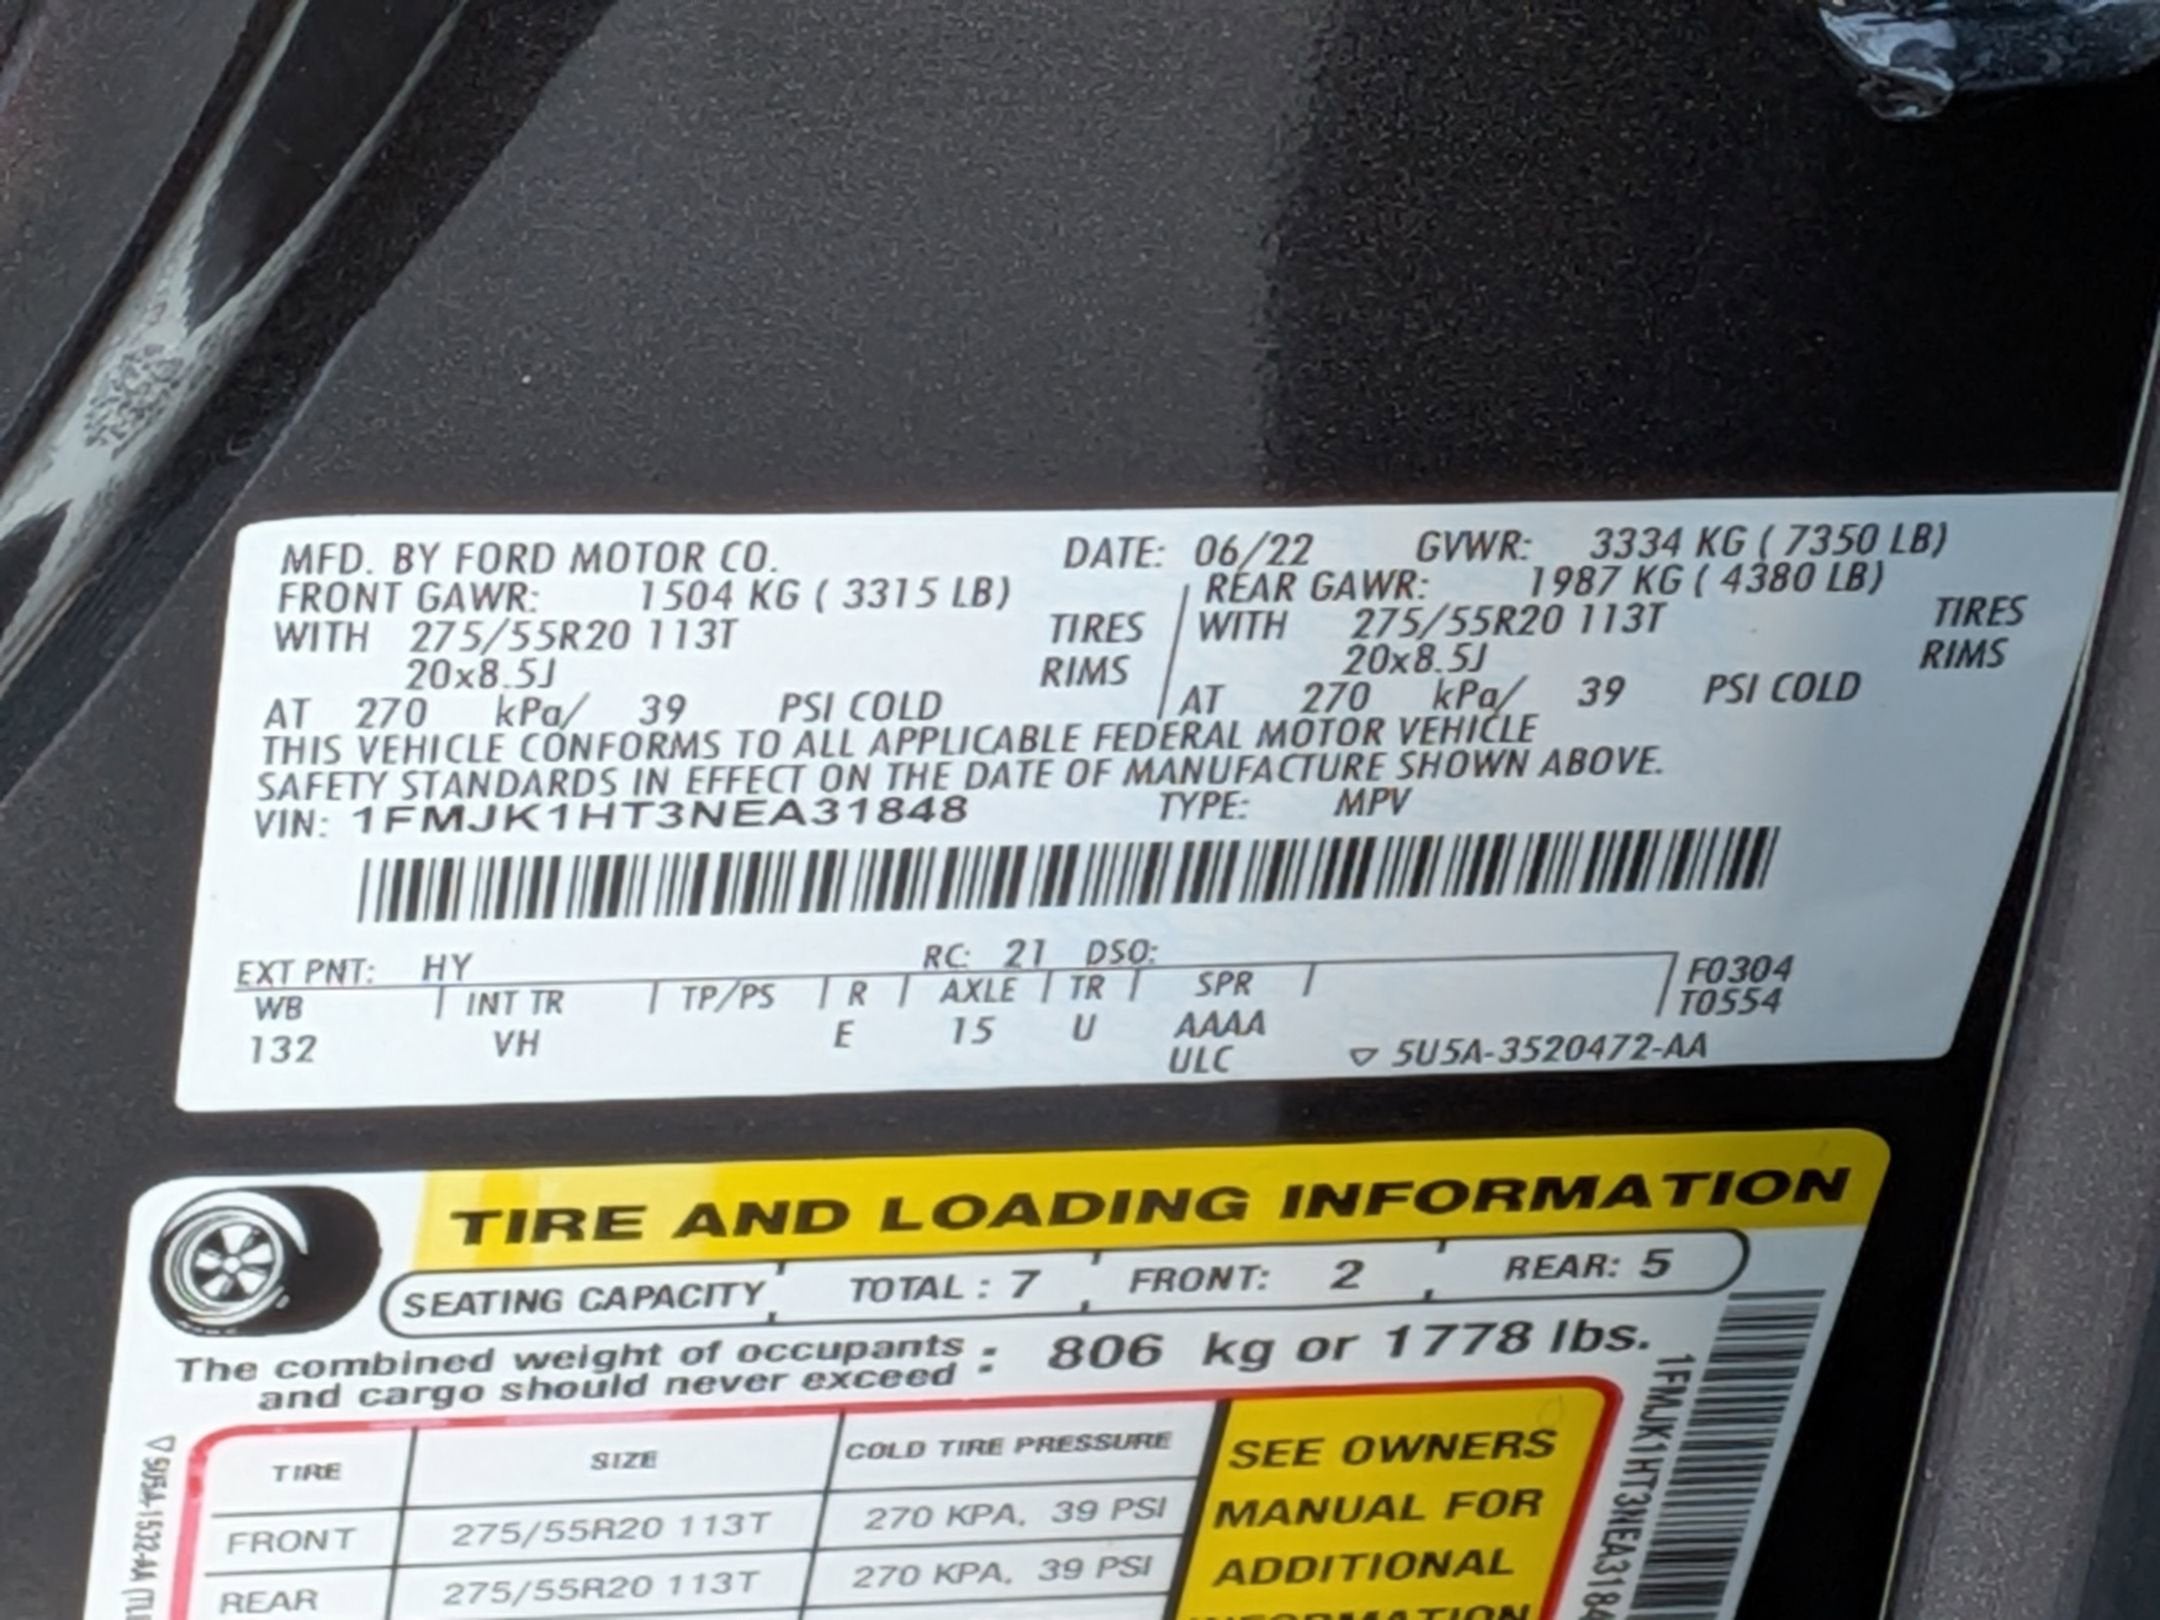 MFD. BY FORD MOTOR CO. DATE: 06/22 GVWR: 3334 KG ( 7350 LB)
FRONT GAWR: 1504 KG ( 3315 LB) REAR GAWR: 1987 KG ( 4380 LB)
WITH 275/55R20 113T TIRES WITH 275/55R20 113T TIRES
20x8.5J RIMS 20x8.5J RIMS
AT 270 kPa/ 39 PSI COLD AT 270 kPa/ 39 PSI COLD
THIS VEHICLE CONFORMS TO ALL APPLICABLE FEDERAL MOTOR VEHICLE
SAFETY STANDARDS IN EFFECT ON THE DATE OF MANUFACTURE SHOWN ABOVE.
VIN: 1FMJK1HT3NEA31848 TYPE: MPV
EXT PNT: HY RC: 21 DSO:
WB INT TR TP/PS R AXLE TR SPR F0304
T0554
132 VH E 15 U AAAA
ULC ▽ 5U5A-3520472-AA
TIRE AND LOADING INFORMATION
SEATING CAPACITY TOTAL : 7 FRONT: 2 REAR: 5
The combined weight of occupants : 806 kg or 1778 lbs.
and cargo should never exceed
TIRE SIZE COLD TIRE PRESSURE
FRONT 275/55R20 113T 270 KPA, 39 PSI
REAR 275/55R20 113T 270 KPA, 39 PSI
SEE OWNERS
MANUAL FOR
ADDITIONAL
INFORMATION
1FMJK1HT3NEA3184